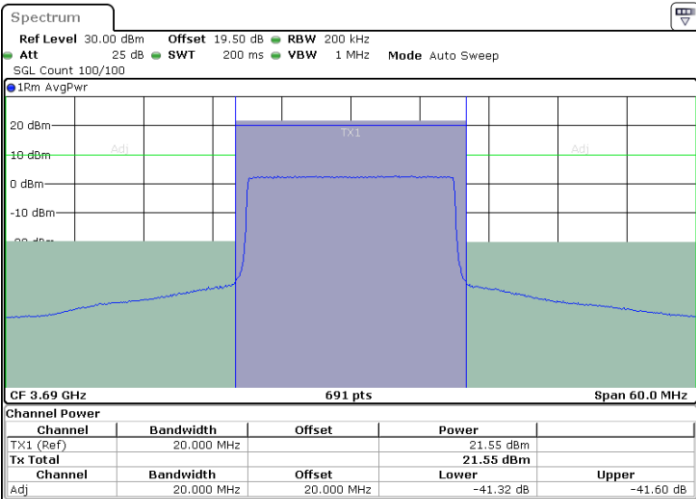 Spectrum
Ref Level 30.00 dBm Offset 19.50 dB RBW 200 kHz
Att 25 dB SWT 200 ms VBW 1 MHz Mode Auto Sweep
SGL Count 100/100
1Rm AvgPwr
20 dBm
TX1
Adj Adj
10 dBm
0 dBm
-10 dBm
CF 3.69 GHz 691 pts Span 60.0 MHz
Channel Power
Channel Bandwidth Offset Power
TX1 (Ref) 20.000 MHz 21.55 dBm
Tx Total 21.55 dBm
Channel Bandwidth Offset Lower Upper
Adj 20.000 MHz 20.000 MHz -41.32 dB -41.60 dB